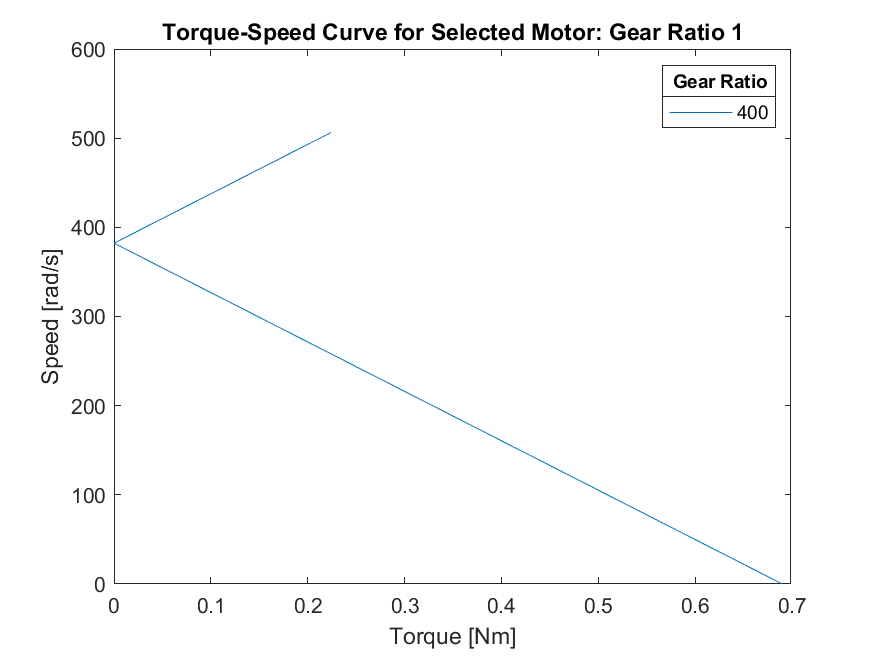 Torque-Speed Curve for Selected Motor: Gear Ratio 1
600
500
400
300
200
100
0
Speed [rad/s]
Gear Ratio
400
0 0.1 0.2 0.3 0.4 0.5 0.6 0.7
Torque [Nm]